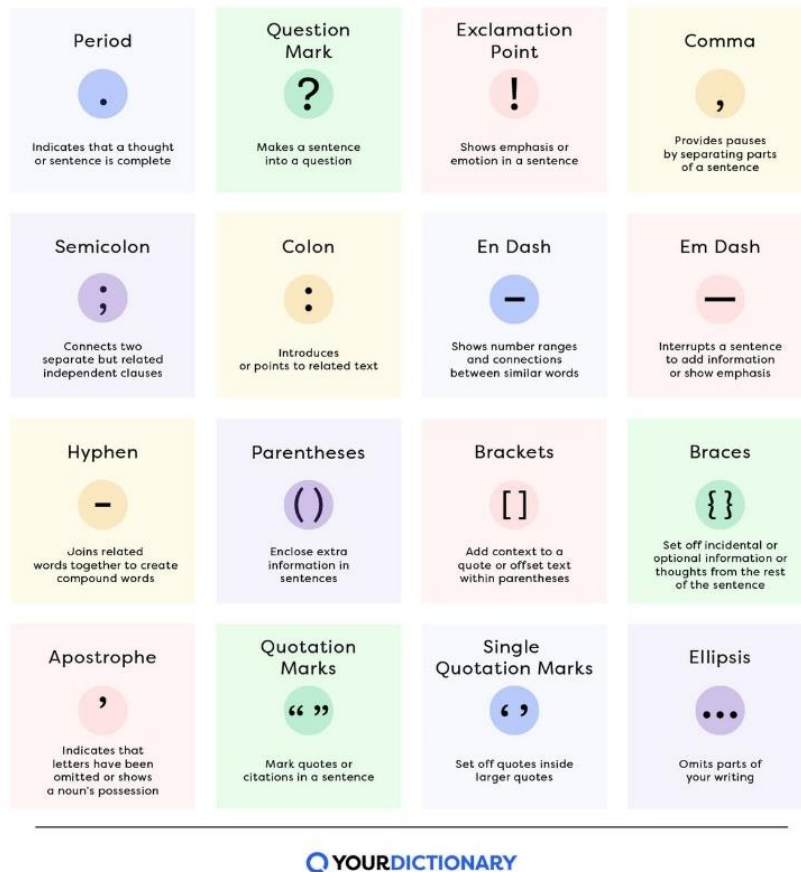 Period
.
Indicates that a thought
or sentence is complete
Question
Mark
?
Makes a sentence
into a question
Exclamation
Point
!
Shows emphasis or
emotion in a sentence
Comma
,
Provides pauses
by separating parts
of a sentence
Semicolon
;
Connects two
separate but related
independent clauses
Colon
:
Introduces
or points to related text
En Dash
–
Shows number ranges
and connections
between similar words
Em Dash
—
Interrupts a sentence
to add information
or show emphasis
Hyphen
-
Joins related
words together to create
compound words
Parentheses
( )
Enclose extra
information in
sentences
Brackets
[ ]
Add context to a
quote or offset text
within parentheses
Braces
{ }
Set off incidental or
optional information or
thoughts from the rest
of the sentence
Apostrophe
’
Indicates that
letters have been
omitted or shows
a noun's possession
Quotation
Marks
“ ”
Mark quotes or
citations in a sentence
Single
Quotation Marks
‘ ’
Set off quotes inside
larger quotes
Ellipsis
...
Omits parts of
your writing
YOURDICTIONARY